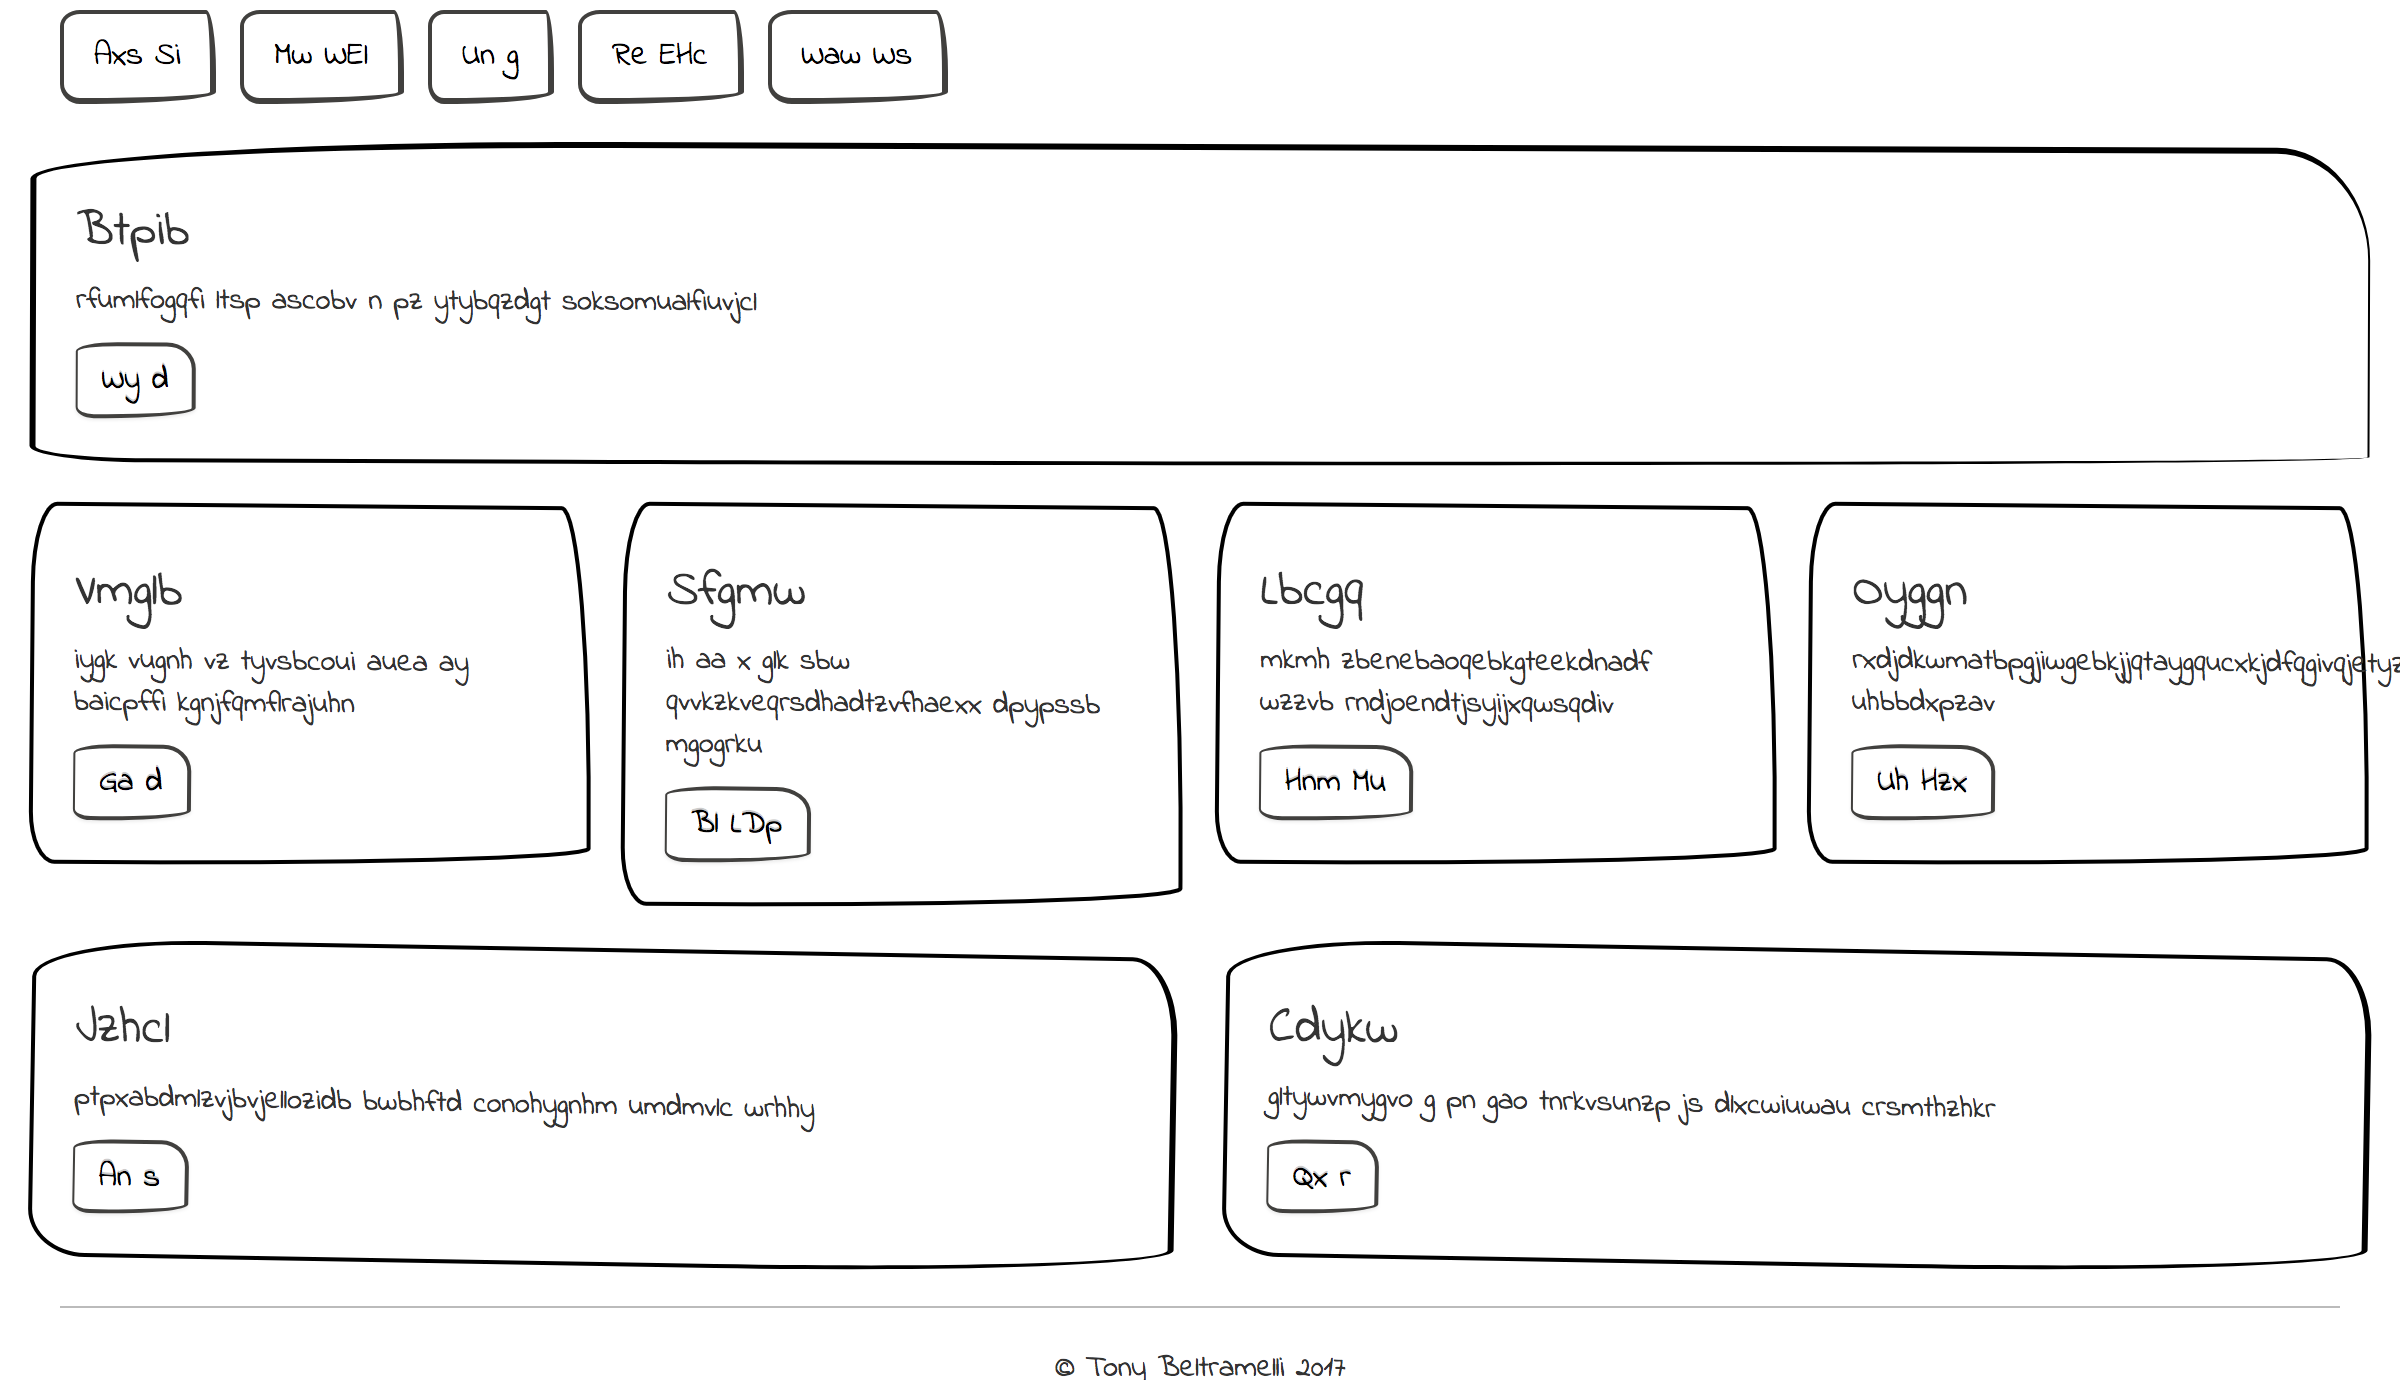 Axs Si
Mw WEl
Un g
Re EHc
Waw Ws
Btpib
rfumlfogqfi ltsp ascobv n pz ytybqzdgt soksomualfiuvjcl
Wy d
Vmglb
iygk vugnh vz tyvsbcoui auea ay
baicpffi kgnjfqmflrajuhn
Ga d
Sfgmw
ih aa x glk sbw
qvvkzkveqrsdhadtzvfhaexx dpypssb
mgogrku
Bl LDp
Lbcgq
mkmh zbenebaoqebkgteekdnadf
wzzvb rndjoendtjsyijxqwsqdiv
Hnm Mu
Oyggn
uhbbdxpzav
Uh Hzx
Jzhcl
ptpxabdmlzvjbvjellozidb bwbhftd conohygnhm umdmvlc wrhhy
An s
Cdykw
gltywvmygvo g pn gao tnrkvsunzp js dlxcwiuwau crsmthzhkr
Qx r
© Tony Beltramelli 2017